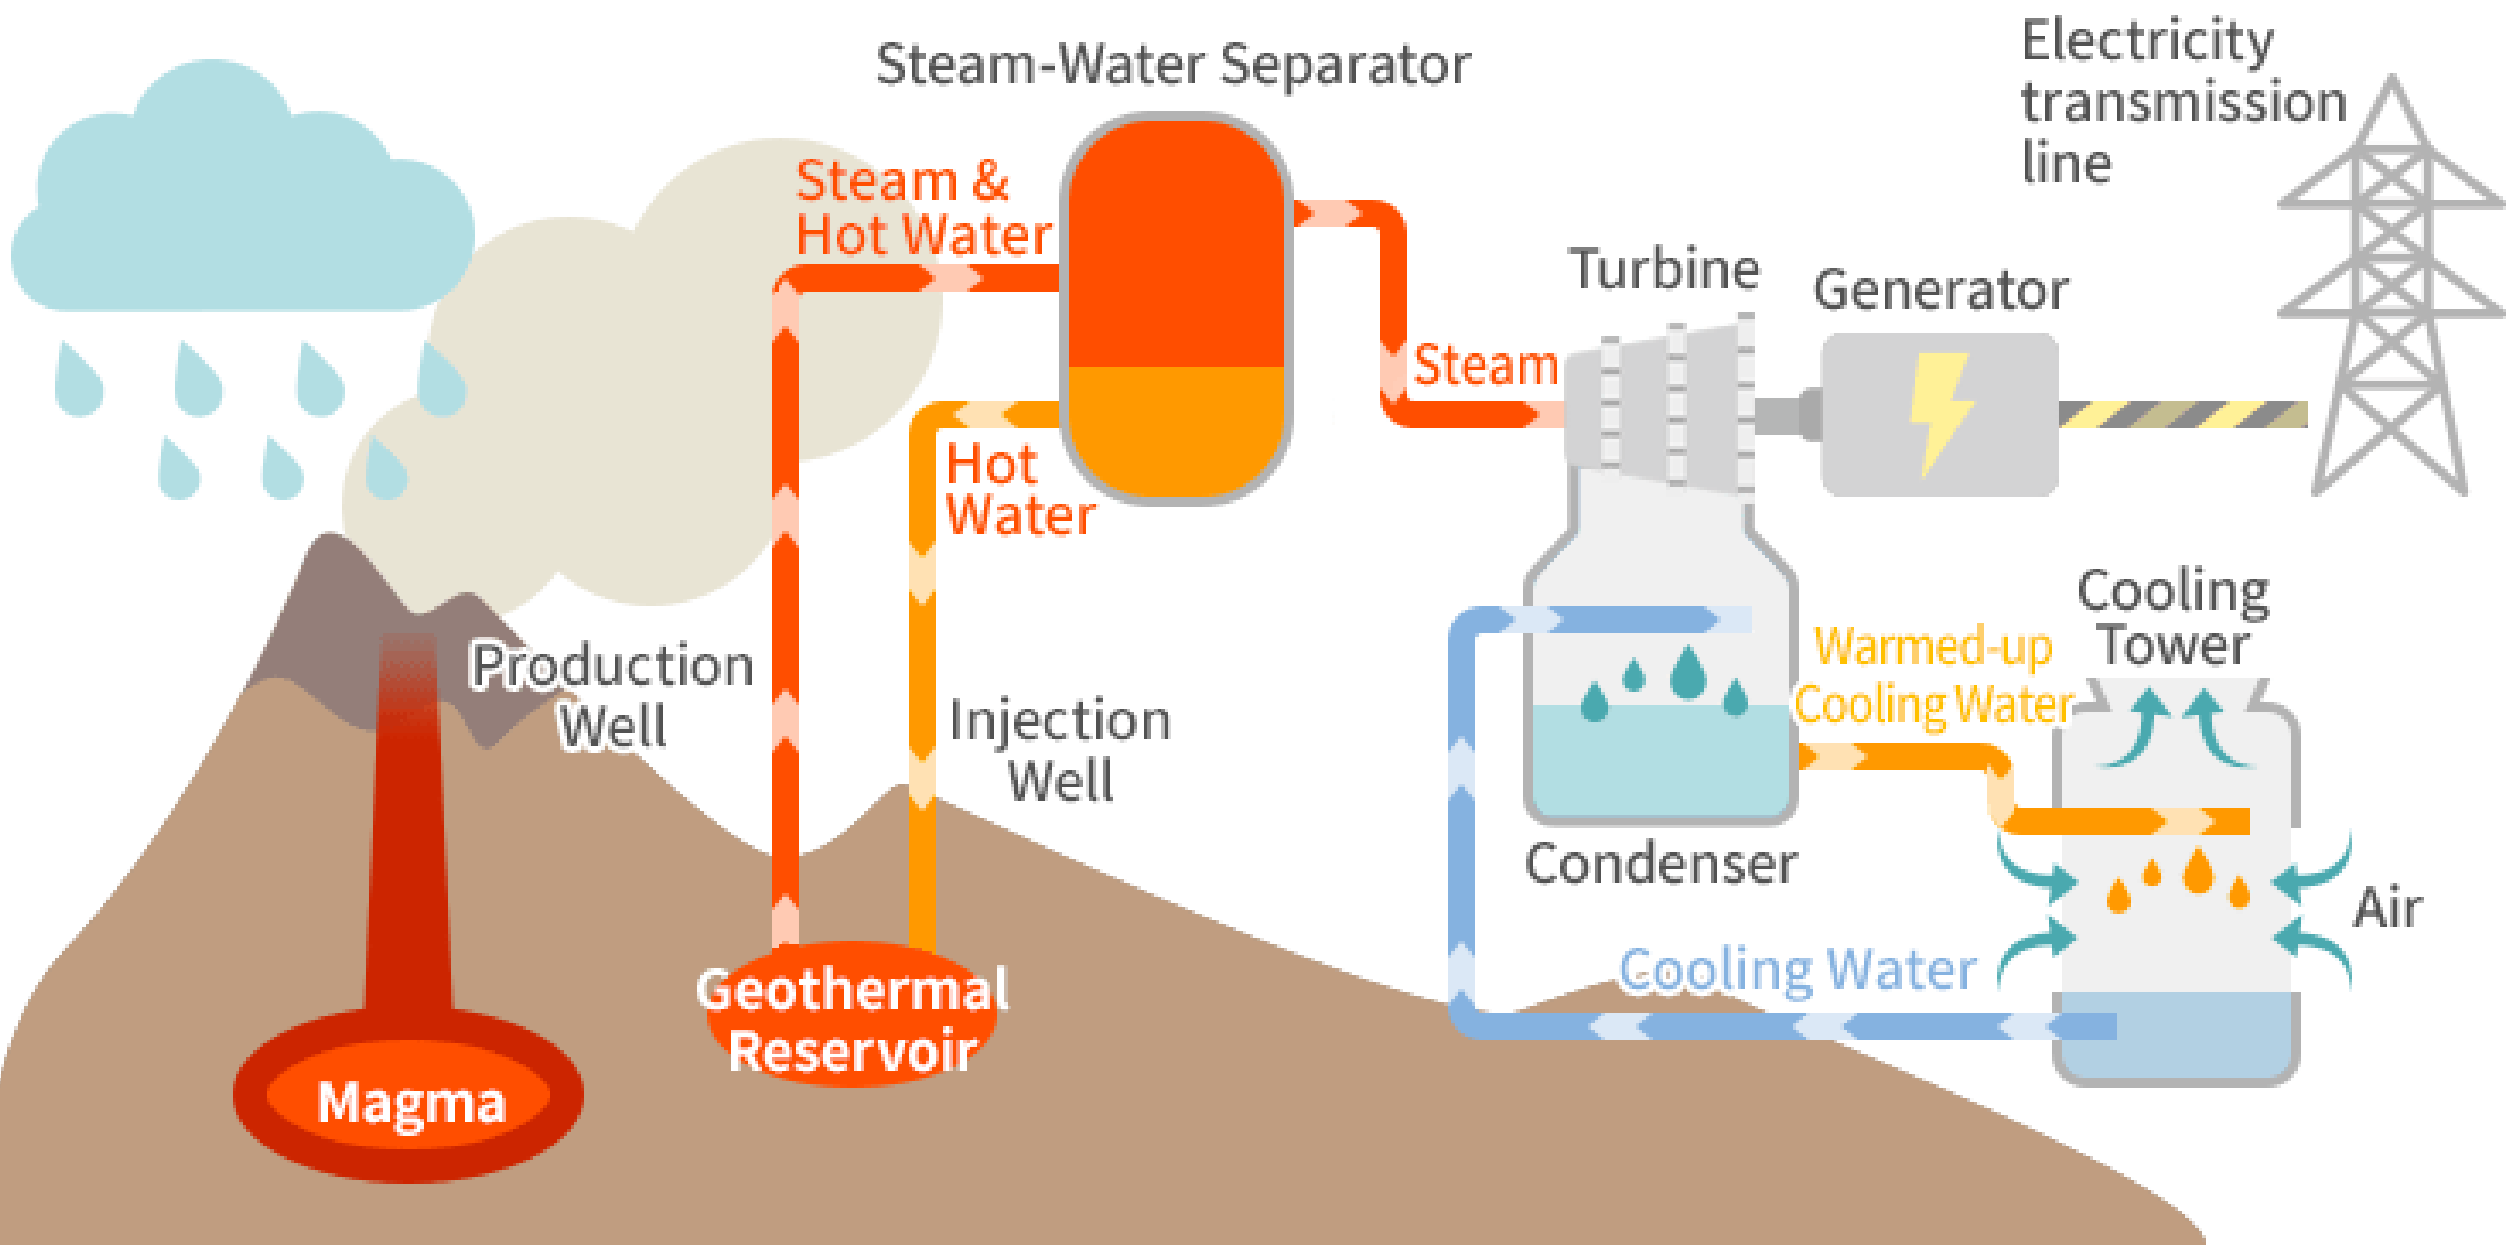 Steam-Water Separator
Electricity
transmission
line
Steam &
Hot Water
Turbine
Generator
Steam
Hot
Water
Production
Well
Injection
Well
Cooling
Tower
Warmed-up
Cooling Water
Condenser
Air
Cooling Water
Geothermal
Reservoir
Magma